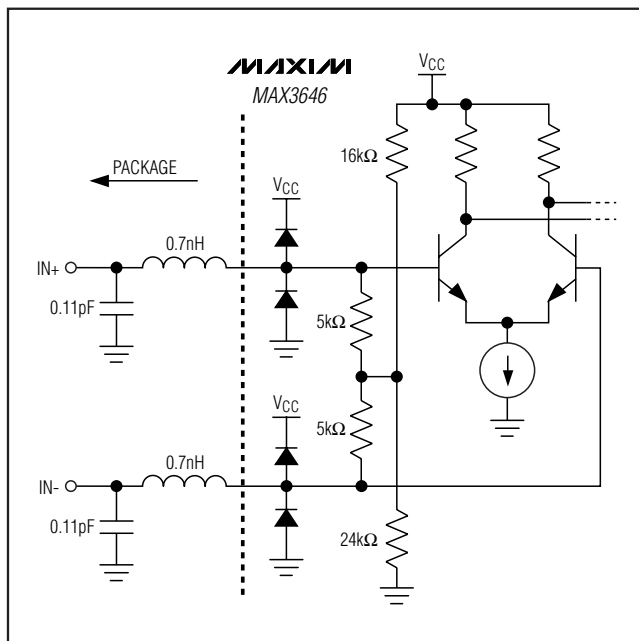 MAXIM
MAX3646
PACKAGE
VCC
16kΩ
VCC
0.7nH
IN+
0.11pF
5kΩ
VCC
5kΩ
0.7nH
IN-
0.11pF
24kΩ